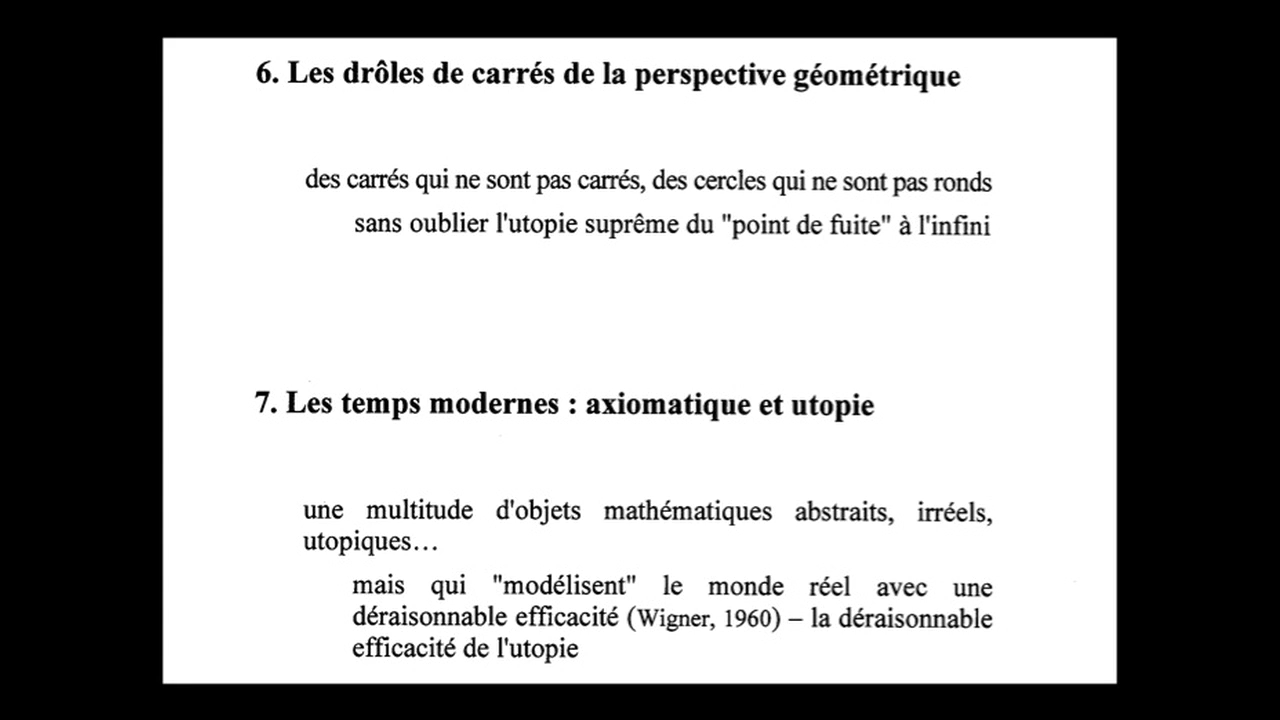 6. Les drôles de carrés de la perspective géométrique
des carrés qui ne sont pas carrés, des cercles qui ne sont pas ronds
sans oublier l'utopie suprême du "point de fuite" à l'infini
7. Les temps modernes : axiomatique et utopie
une multitude d'objets mathématiques abstraits, irréels,
utopiques…
mais qui "modélisent" le monde réel avec une
déraisonnable efficacité (Wigner, 1960) – la déraisonnable
efficacité de l'utopie